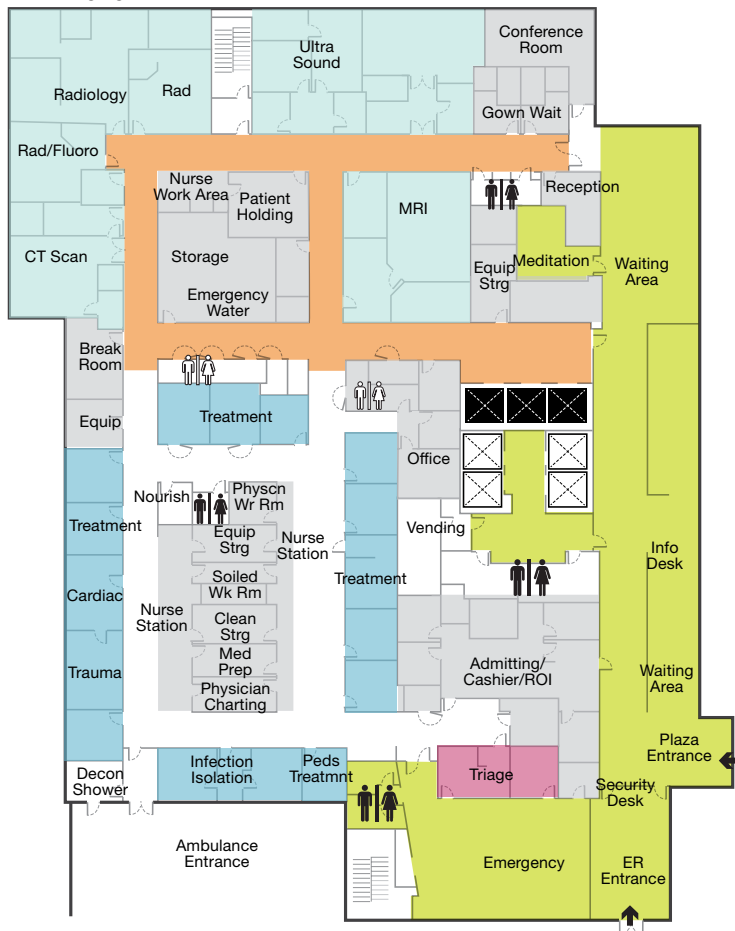 Conference
Room
Ultra
Sound
Rad
Radiology
Gown Wait
Rad/Fluoro
Nurse
Work Area
Patient
Holding
MRI
Reception
CT Scan
Storage
Equip
Strg
Meditation
Waiting
Area
Emergency
Water
Break
Room
Equip
Treatment
Office
Nourish
Physcn
Wr Rm
Treatment
Equip
Strg
Nurse
Station
Vending
Info
Desk
Soiled
Wk Rm
Treatment
Cardiac
Nurse
Station
Clean
Strg
Med
Prep
Trauma
Physician
Charting
Admitting/
Cashier/ROI
Waiting
Area
Plaza
Entrance
Decon
Shower
Infection
Isolation
Peds
Treatmnt
Triage
Security
Desk
Ambulance
Entrance
Emergency
ER
Entrance